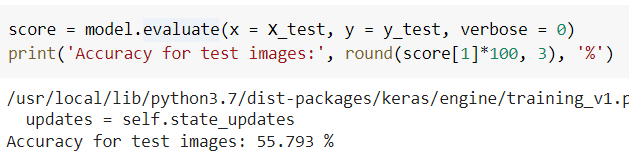 score = model.evaluate(x = X_test, y = y_test, verbose = 0)
print('Accuracy for test images:', round(score[1]*100, 3), '%')
/usr/local/lib/python3.7/dist-packages/keras/engine/training_v1.p
  updates = self.state_updates
Accuracy for test images: 55.793 %